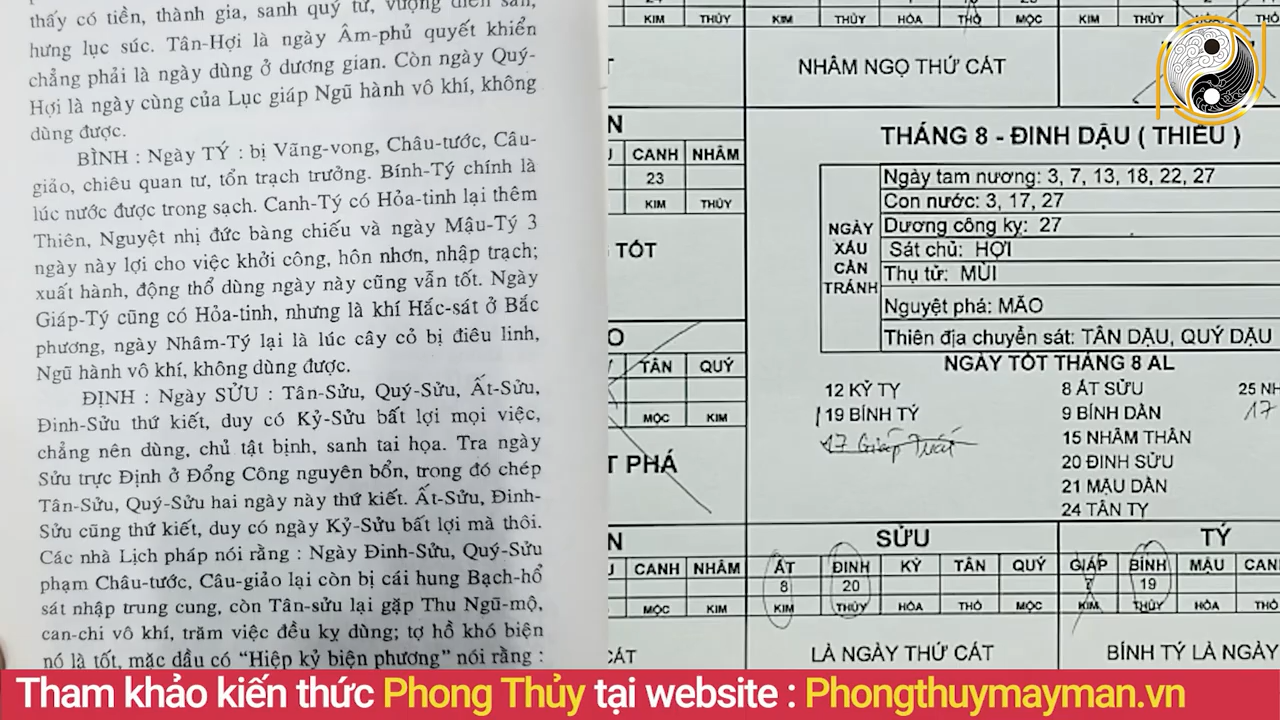 thấy có tiền, thành gia, sanh quý tử, vượng điền sản,
hưng lục súc. Tân-Hợi là ngày Âm-phủ quyết khiển
chẳng phải là ngày dùng ở dương gian. Còn ngày Quý-
Hợi là ngày cùng của Lục giáp Ngũ hành vô khí, không
dùng được.
BÌNH : Ngày TÝ : bị Vãng-vong, Châu-tước, Câu-
giảo, chiêu quan tư, tổn trạch trưởng. Bính-Tý chính là
lúc nước được trong sạch. Canh-Tý có Hỏa-tinh lại thêm
Thiên, Nguyệt nhị đức bàng chiếu và ngày Mậu-Tý 3
ngày này lợi cho việc khởi công, hôn nhơn, nhập trạch;
xuất hành, động thổ dùng ngày này cũng vẫn tốt. Ngày
Giáp-Tý cũng có Hỏa-tinh, nhưng là khí Hắc-sát ở Bắc
phương, ngày Nhâm-Tý lại là lúc cây cỏ bị điêu linh,
Ngũ hành vô khí, không dùng được.
ĐỊNH : Ngày SỬU : Tân-Sửu, Quý-Sửu, Ất-Sửu,
Đinh-Sửu thứ kiết, duy có Kỷ-Sửu bất lợi mọi việc,
chẳng nên dùng, chủ tật bịnh, sanh tai họa. Tra ngày
Sửu trực Định ở Đổng Công nguyên bổn, trong đó chép
Tân-Sửu, Quý-Sửu hai ngày này thứ kiết. Ất-Sửu, Đinh-
Sửu cũng thứ kiết, duy có ngày Kỷ-Sửu bất lợi mà thôi.
Các nhà Lịch pháp nói rằng : Ngày Đinh-Sửu, Quý-Sửu
phạm Châu-tước, Câu-giảo lại còn bị cái hung Bạch-hổ
sát nhập trung cung, còn Tân-sửu lại gặp Thu Ngũ-mộ,
can-chi vô khí, trăm việc đều kỵ dùng; tợ hồ khó biện
nó là tốt, mặc dầu có “Hiệp kỷ biện phương” nói rằng :
KIM THỦY KIM THỦY HỎA THỔ MỘC KIM THỦY HỎA
NHÂM NGỌ THỨ CÁT
CANH NHÂM
23
KIM THỦY
TỐT
TÂN QUÝ
MỘC KIM
PHÁ
THÁNG 8 - ĐINH DẬU ( THIẾU )
NGÀY XẤU CẦN TRÁNH
Ngày tam nương: 3, 7, 13, 18, 22, 27
Con nước: 3, 17, 27
Dương công kỵ: 27
Sát chủ: HỢI
Thụ tử: MÙI
Nguyệt phá: MÃO
Thiên địa chuyển sát: TÂN DẬU, QUÝ DẬU
NGÀY TỐT THÁNG 8 AL
12 KỶ TỴ 8 ẤT SỬU
19 BÍNH TÝ 9 BÍNH DẦN 17
17 Giáp Tuất 15 NHÂM THÂN
20 ĐINH SỬU
21 MẬU DẦN
24 TÂN TỴ
SỬU TÝ
CANH NHÂM ẤT ĐINH KỶ TÂN QUÝ GIÁP BÍNH MẬU
8 20 7 19
MỘC KIM KIM THỦY HỎA THỔ MỘC KIM THỦY HỎA
CÁT LÀ NGÀY THỨ CÁT BÍNH TÝ LÀ NGÀY
Tham khảo kiến thức Phong Thủy tại website : Phongthuymayman.vn